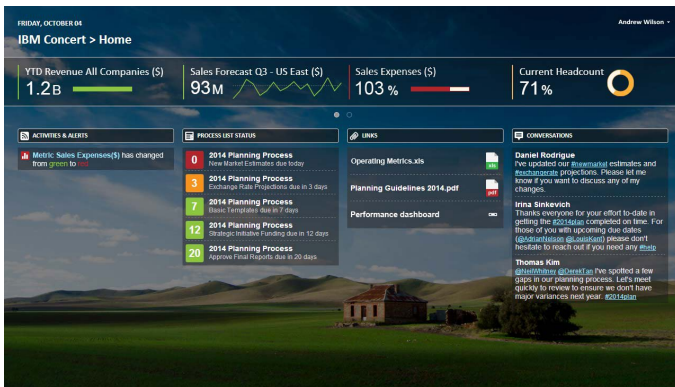 FRIDAY, OCTOBER 04
Andrew Wilson
IBM Concert > Home
YTD Revenue All Companies ($)
1.2B
Sales Forecast Q3 - US East ($)
93M
Sales Expenses ($)
103 %
Current Headcount
71%
ACTIVITIES & ALERTS
Metric Sales Expenses($) has changed
from green to red
PROCESS LIST STATUS
0
2014 Planning Process
New Market Estimates due today
3
2014 Planning Process
Exchange Rate Projections due in 3 days
7
2014 Planning Process
Basic Templates due in 7 days
12
2014 Planning Process
Strategic Initiative Funding due in 12 days
20
2014 Planning Process
Approve Final Reports due in 20 days
LINKS
Operating Metrics.xls
xls
Planning Guidelines 2014.pdf
pdf
Performance dashboard
CONVERSATIONS
Daniel Rodrigue
I've updated our #newmarket estimates and
#exchangerate projections. Please let me
know if you want to discuss any of my
changes.
Irina Sinkevich
Thanks everyone for your effort to-date in
getting the #2014plan completed on time. For
those of you with upcoming due dates
(@AdrianNelson @LouisKent) please don't
hesitate to reach out if you need any #help
Thomas Kim
@NeilWhitney @DerekTan I've spotted a few
gaps in our planning process. Let's meet
quickly to review to ensure we don't have
major variances next year. #2014plan